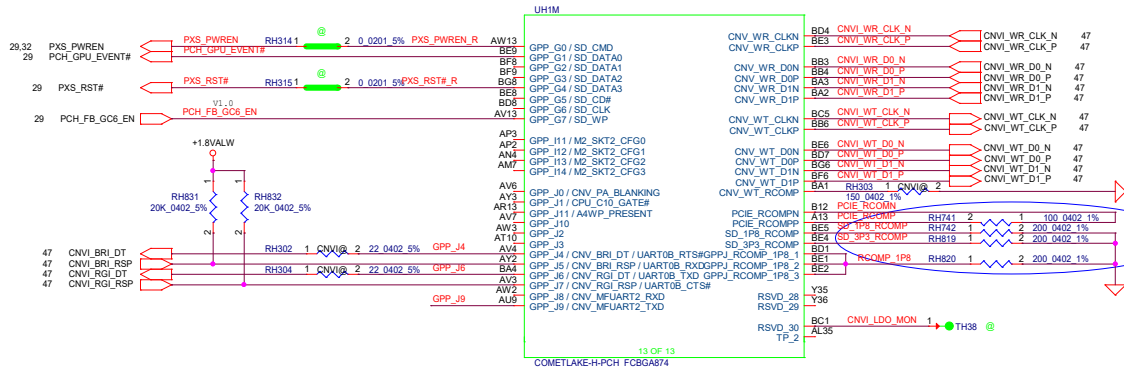 UH1M
@
29,32 PXS_PWREN PXS_PWREN RH314 1 2 0_0201_5% PXS_PWREN_R AW13 GPP_G0 / SD_CMD
29 PCH_GPU_EVENT# PCH_GPU_EVENT# BE9 GPP_G1 / SD_DATA0
BF8 GPP_G2 / SD_DATA1
@ BF9 GPP_G3 / SD_DATA2
29 PXS_RST# PXS_RST# RH315 1 2 0_0201_5% PXS_RST#_R BG8 GPP_G4 / SD_DATA3
BE8 GPP_G5 / SD_CD#
V1.0 BD8 GPP_G6 / SD_CLK
29 PCH_FB_GC6_EN PCH_FB_GC6_EN AV13 GPP_G7 / SD_WP
AP3 GPP_I11 / M2_SKT2_CFG0
AP2 GPP_I12 / M2_SKT2_CFG1
AN4 GPP_I13 / M2_SKT2_CFG2
AM7 GPP_I14 / M2_SKT2_CFG3
+1.8VALW
1 1
RH831 RH832
20K_0402_5% 20K_0402_5%
2 2
AV6 GPP_J0 / CNV_PA_BLANKING
AY3 GPP_J1 / CPU_C10_GATE#
AR13 GPP_J11 / A4WP_PRESENT
AV7 GPP_J10
AW3 GPP_J2
AT10 GPP_J3
47 CNVI_BRI_DT RH302 1 CNVI@ 2 22_0402_5% GPP_J4 AV4 GPP_J4 / CNV_BRI_DT / UART0B_RTS#
47 CNVI_BRI_RSP AY2 GPP_J5 / CNV_BRI_RSP / UART0B_RXD
47 CNVI_RGI_DT RH304 1 CNVI@ 2 22_0402_5% GPP_J6 BA4 GPP_J6 / CNV_RGI_DT / UART0B_TXD
47 CNVI_RGI_RSP AV3 GPP_J7 / CNV_RGI_RSP / UART0B_CTS#
AW2 GPP_J8 / CNV_MFUART2_RXD
GPP_J9 AU9 GPP_J9 / CNV_MFUART2_TXD
CNV_WR_CLKN BD4 CNVI_WR_CLK_N CNVI_WR_CLK_N 47
CNV_WR_CLKP BE3 CNVI_WR_CLK_P CNVI_WR_CLK_P 47
CNV_WR_D0N BB3 CNVI_WR_D0_N CNVI_WR_D0_N 47
CNV_WR_D0P BB4 CNVI_WR_D0_P CNVI_WR_D0_P 47
CNV_WR_D1N BA3 CNVI_WR_D1_N CNVI_WR_D1_N 47
CNV_WR_D1P BA2 CNVI_WR_D1_P CNVI_WR_D1_P 47
CNV_WT_CLKN BC5 CNVI_WT_CLK_N CNVI_WT_CLK_N 47
CNV_WT_CLKP BB6 CNVI_WT_CLK_P CNVI_WT_CLK_P 47
CNV_WT_D0N BE6 CNVI_WT_D0_N CNVI_WT_D0_N 47
CNV_WT_D0P BD7 CNVI_WT_D0_P CNVI_WT_D0_P 47
CNV_WT_D1N BG6 CNVI_WT_D1_N CNVI_WT_D1_N 47
CNV_WT_D1P BF6 CNVI_WT_D1_P CNVI_WT_D1_P 47
CNV_WT_RCOMP BA1 RH303 1 CNVI@ 2
150_0402_1%
PCIE_RCOMPN B12 PCIE_RCOMN
PCIE_RCOMPP A13 PCIE_RCOMP RH741 2 1 100_0402_1%
SD_1P8_RCOMP BE5 SD_1P8_RCOMP RH742 1 2 200_0402_1%
SD_3P3_RCOMP BE4 SD_3P3_RCOMP RH819 1 2 200_0402_1%
GPPJ_RCOMP_1P8_1 BD1
GPPJ_RCOMP_1P8_2 BE1 RCOMP_1P8 RH820 1 2 200_0402_1%
GPPJ_RCOMP_1P8_3 BE2
RSVD_28 Y35
RSVD_29 Y36
RSVD_30 BC1 CNVI_LDO_MON 1 TH38 @
TP_2 AL35
13 OF 13
COMETLAKE-H-PCH_FCBGA874